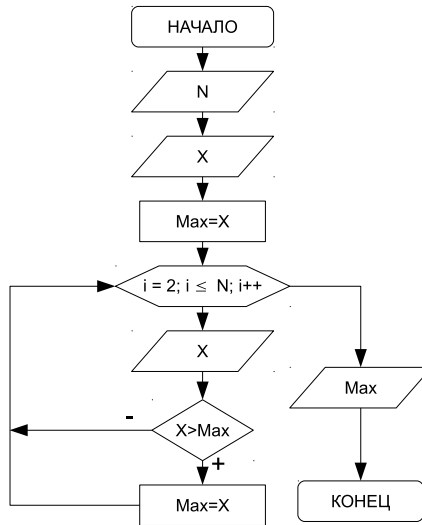 НАЧАЛО
N
X
Max=X
i = 2; i ≤ N; i++
X
Max
-
X>Max
+
Max=X
КОНЕЦ